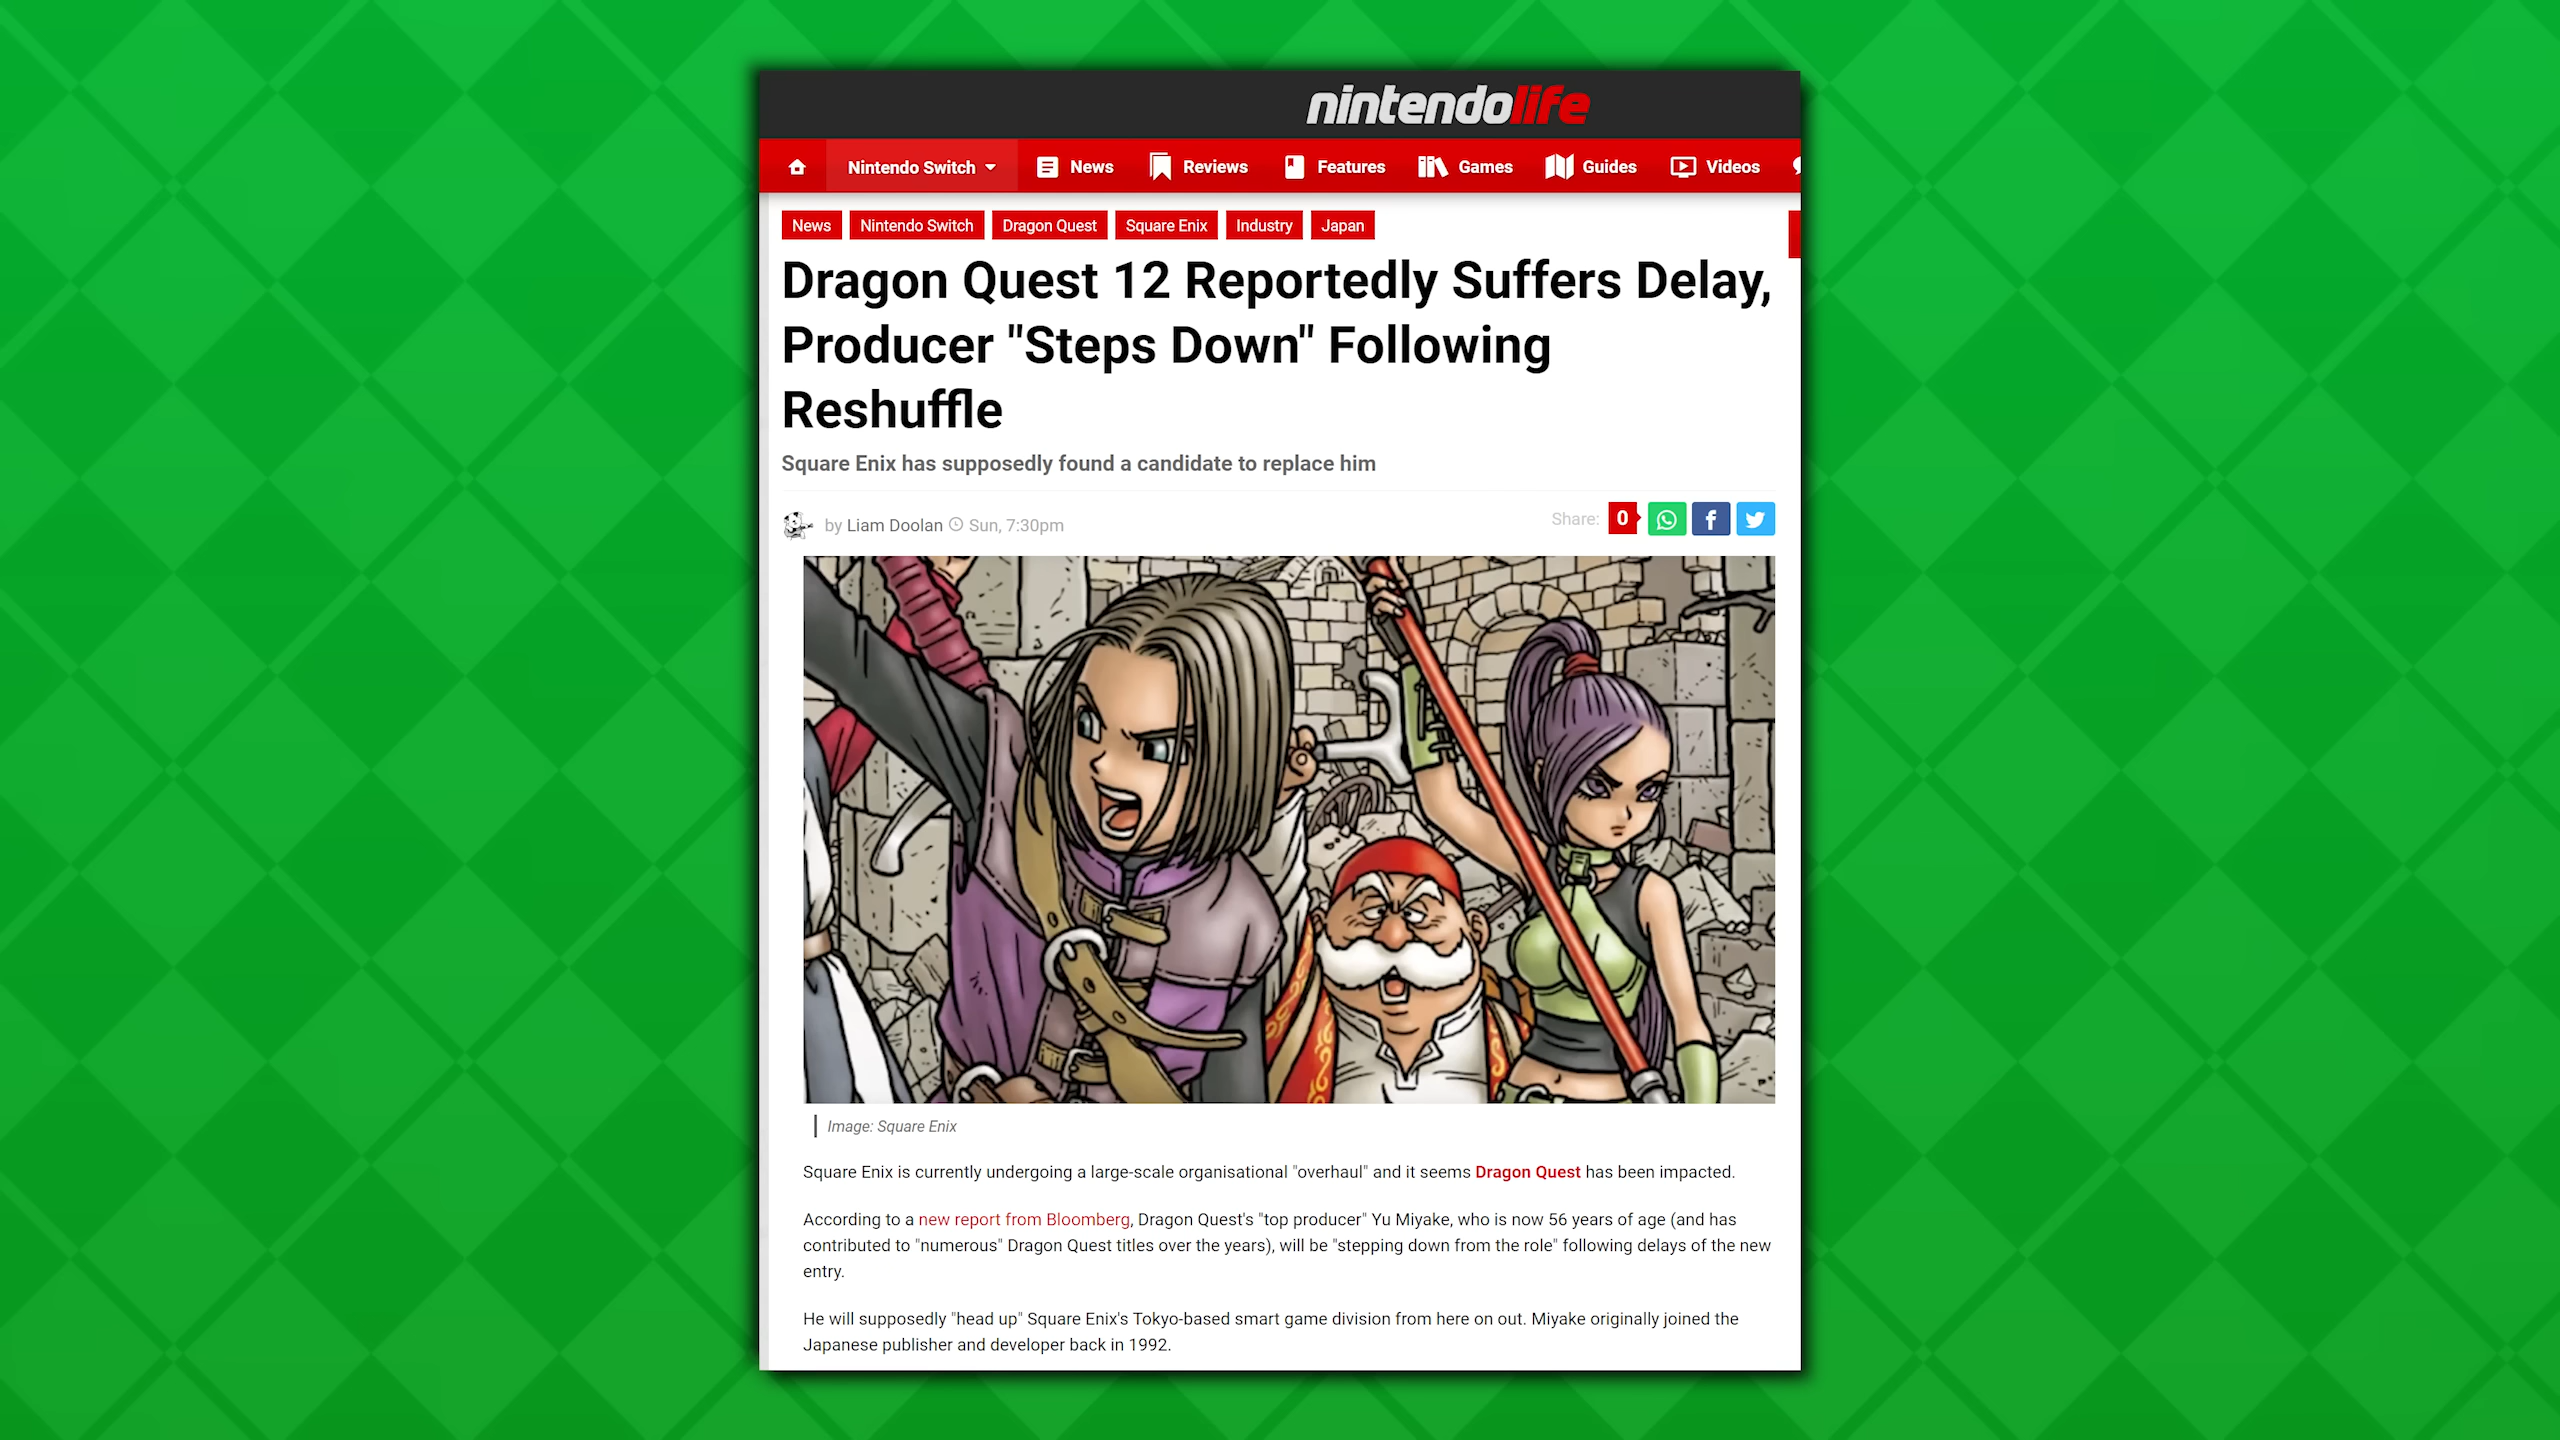 nintendolife
Nintendo Switch News Reviews Features Games Guides Videos
News Nintendo Switch Dragon Quest Square Enix Industry Japan
Dragon Quest 12 Reportedly Suffers Delay,
Producer "Steps Down" Following
Reshuffle
Square Enix has supposedly found a candidate to replace him
by Liam Doolan Sun, 7:30pm
Share: 0
Image: Square Enix
Square Enix is currently undergoing a large-scale organisational "overhaul" and it seems Dragon Quest has been impacted.
According to a new report from Bloomberg, Dragon Quest's "top producer" Yu Miyake, who is now 56 years of age (and has
contributed to "numerous" Dragon Quest titles over the years), will be "stepping down from the role" following delays of the new
entry.
He will supposedly "head up" Square Enix's Tokyo-based smart game division from here on out. Miyake originally joined the
Japanese publisher and developer back in 1992.